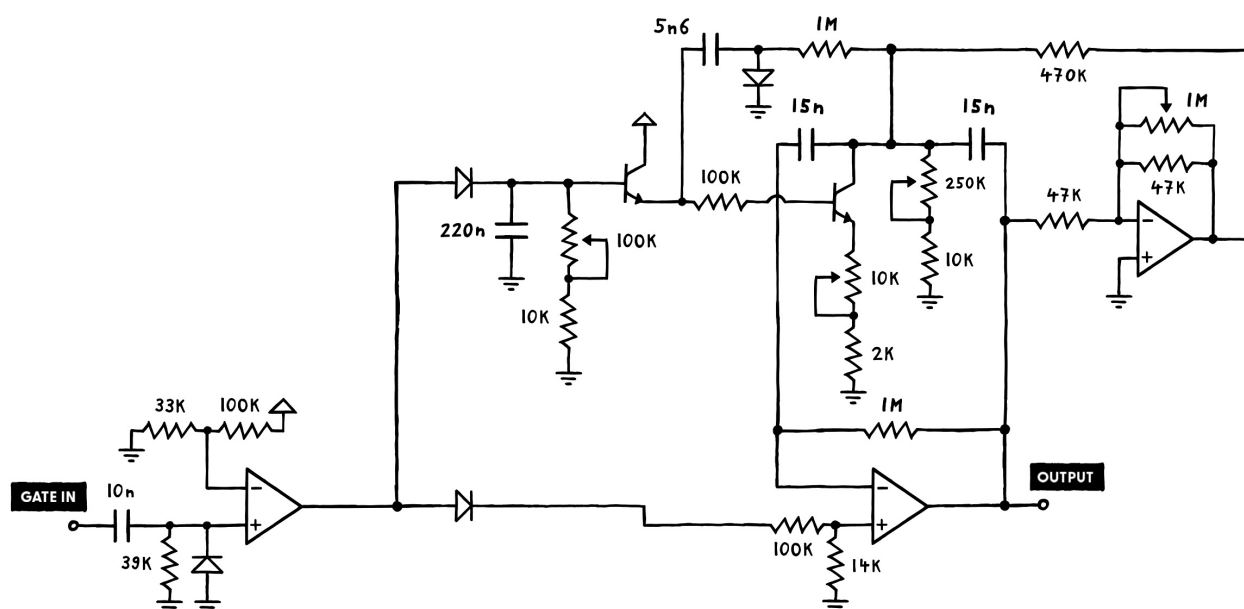 5n6
1M
470K
1M
15n
15n
100K
250K
47K
47K
220n
100K
10K
10K
10K
2K
33K
100K
1M
GATE IN
10n
OUTPUT
39K
100K
14K
-
+
-
+
-
+